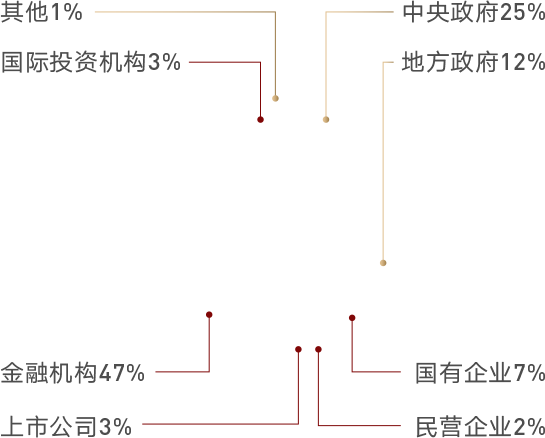 其他1%
中央政府25%
国际投资机构3%
地方政府12%
金融机构47%
国有企业7%
上市公司3%
民营企业2%